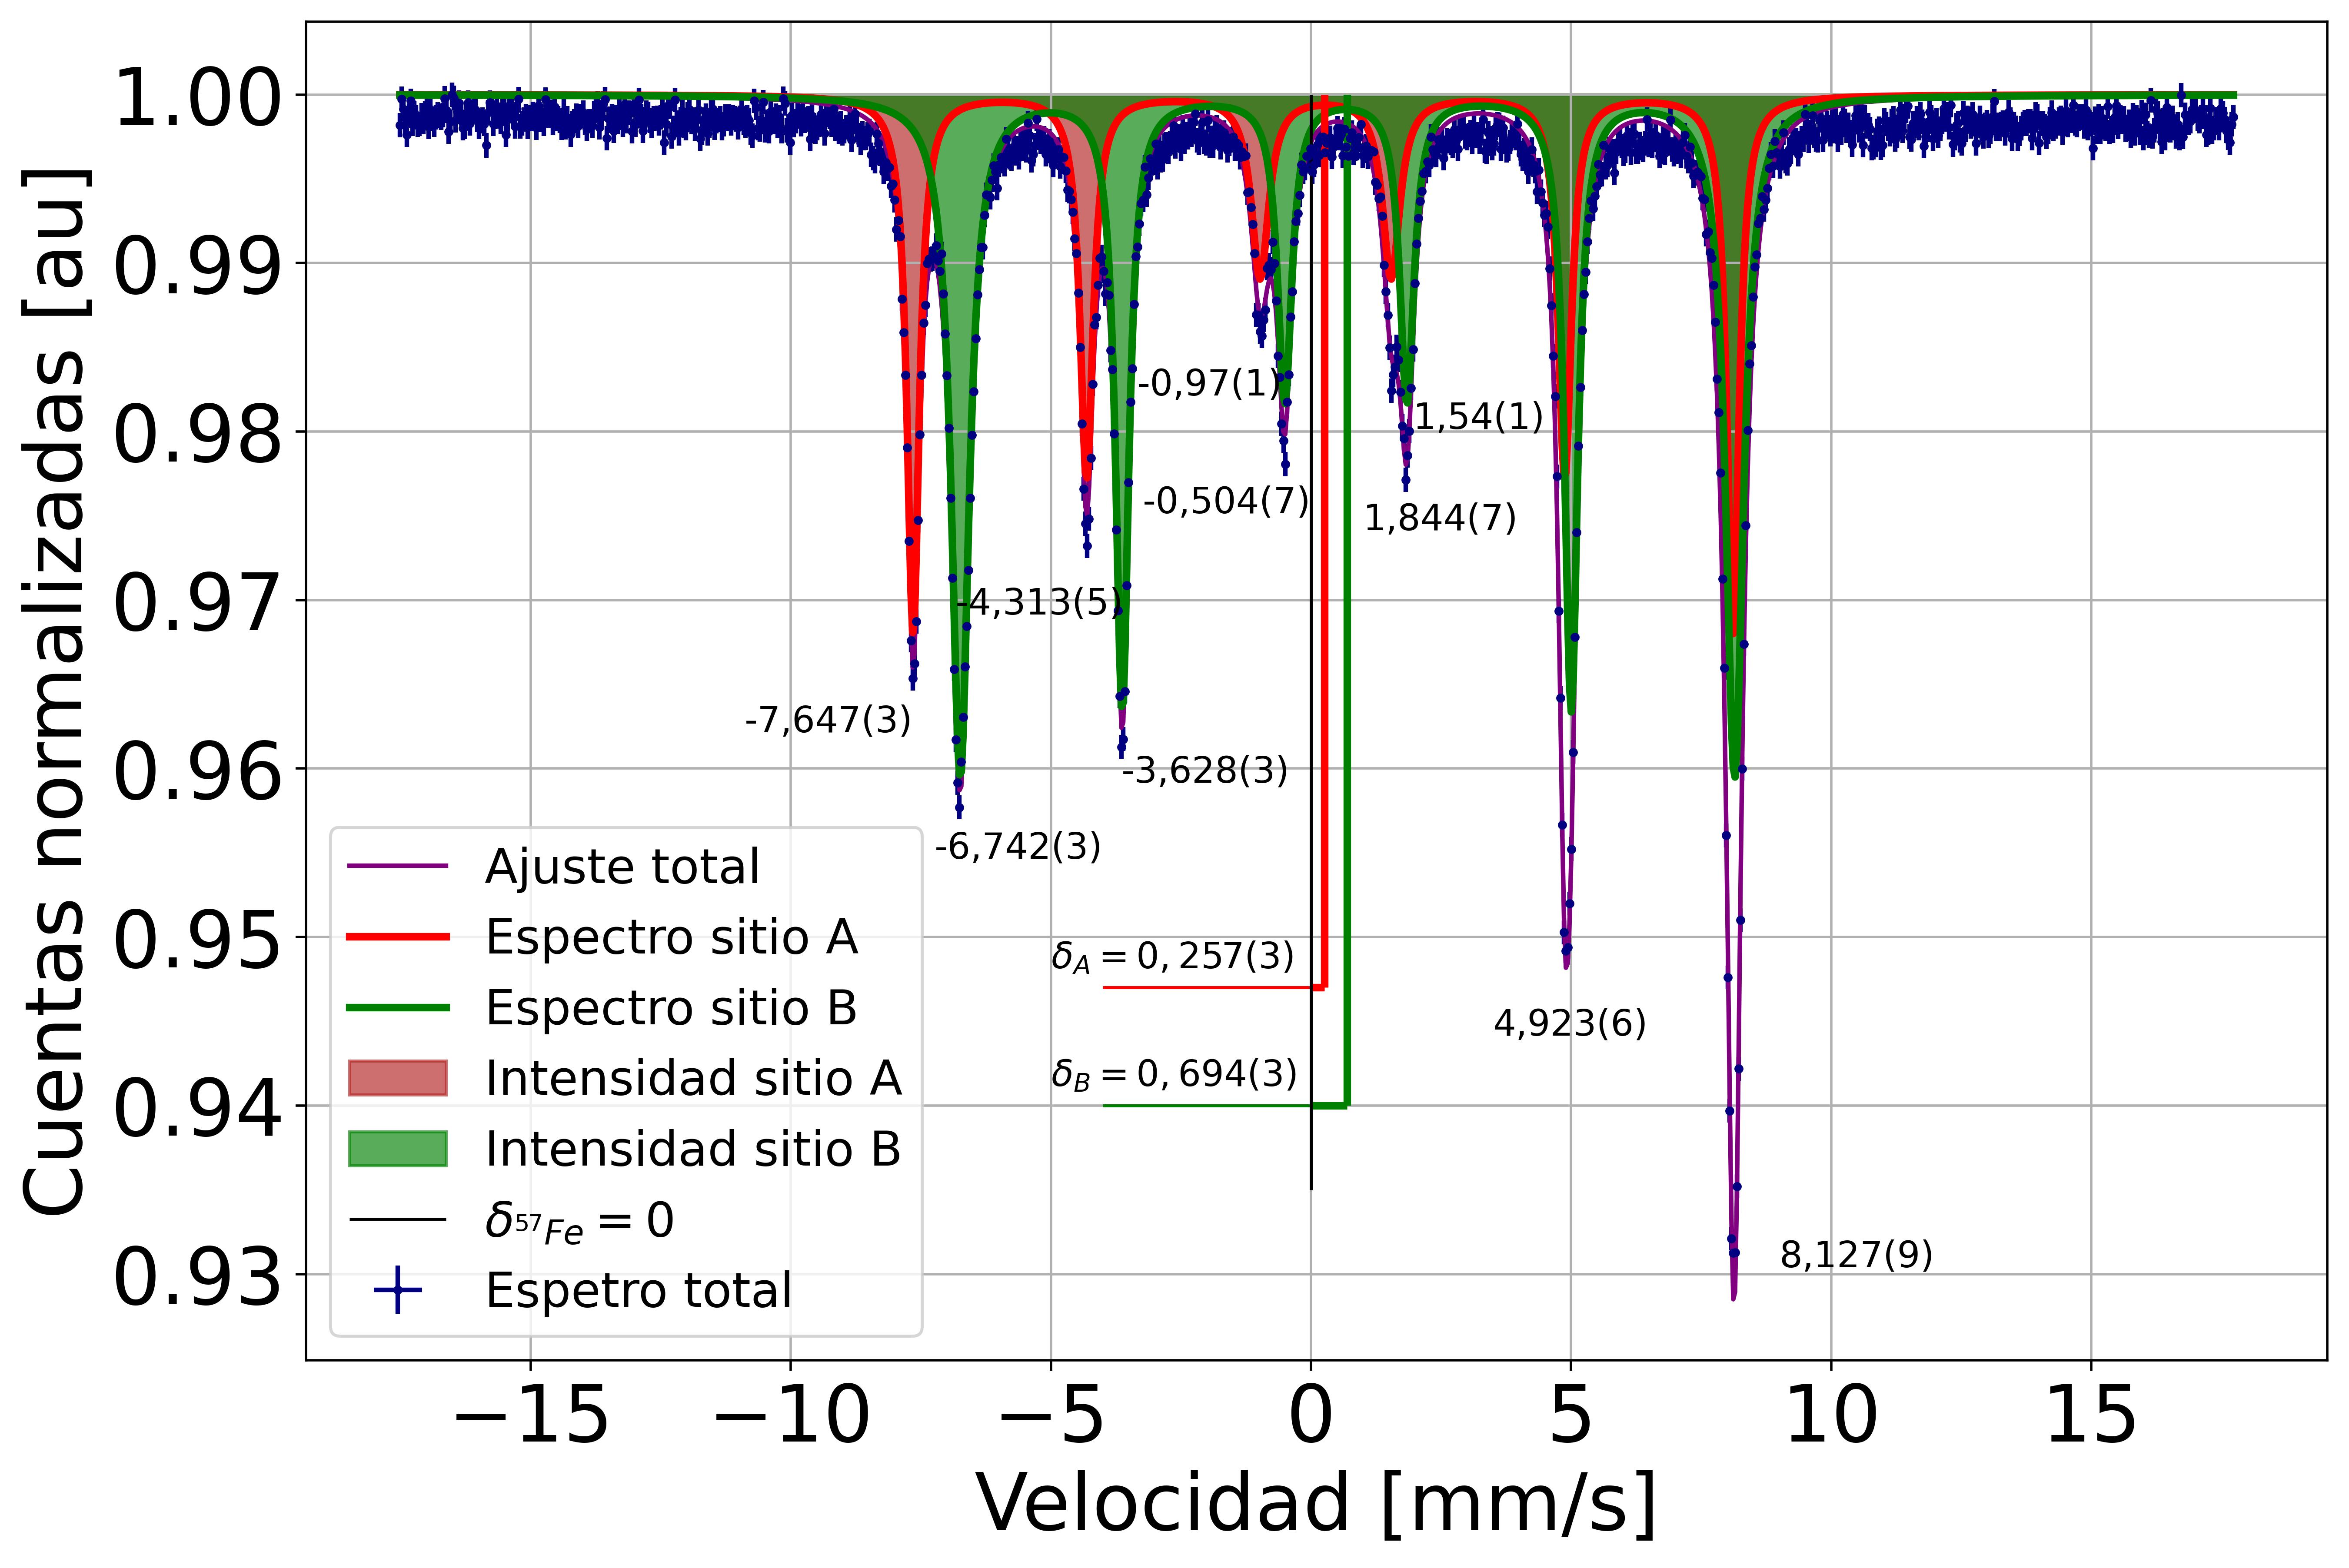 Cuentas normalizadas [au]
1.00
0.99
0.98
0.97
0.96
0.95
0.94
0.93
-0,97(1)
1,54(1)
-0,504(7)
1,844(7)
-4,313(5)
-7,647(3)
-3,628(3)
-6,742(3)
δ_A = 0,257(3)
4,923(6)
δ_B = 0,694(3)
8,127(9)
Ajuste total
Espectro sitio A
Espectro sitio B
Intensidad sitio A
Intensidad sitio B
δ_⁵⁷Fe = 0
Espetro total
−15 −10 −5 0 5 10 15
Velocidad [mm/s]